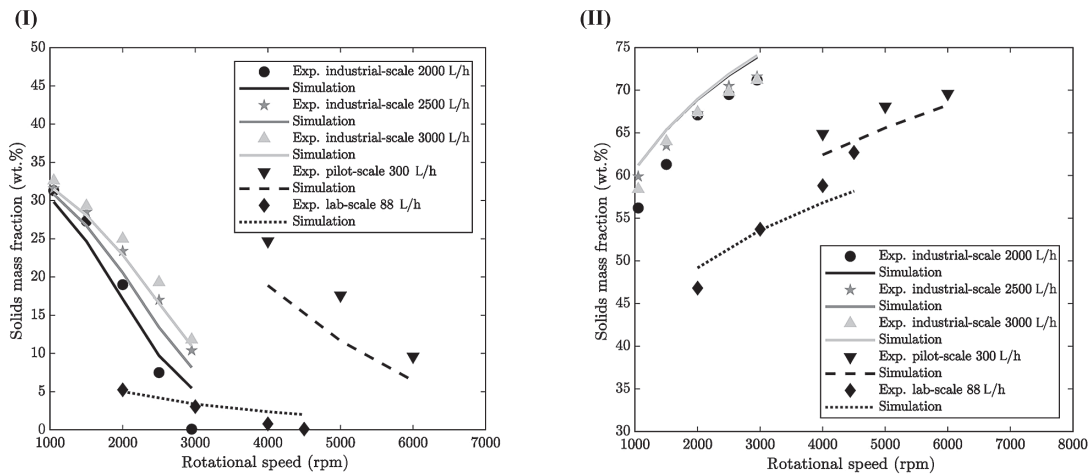 (I)
50
45
40
35
30
25
20
15
10
5
0
Solids mass fraction (wt.%)
1000 2000 3000 4000 5000 6000 7000
Rotational speed (rpm)
Exp. industrial-scale 2000 L/h
Simulation
Exp. industrial-scale 2500 L/h
Simulation
Exp. industrial-scale 3000 L/h
Simulation
Exp. pilot-scale 300 L/h
Simulation
Exp. lab-scale 88 L/h
Simulation
(II)
75
70
65
60
55
50
45
40
35
30
Solids mass fraction (wt.%)
1000 2000 3000 4000 5000 6000 7000 8000
Rotational speed (rpm)
Exp. industrial-scale 2000 L/h
Simulation
Exp. industrial-scale 2500 L/h
Simulation
Exp. industrial-scale 3000 L/h
Simulation
Exp. pilot-scale 300 L/h
Simulation
Exp. lab-scale 88 L/h
Simulation